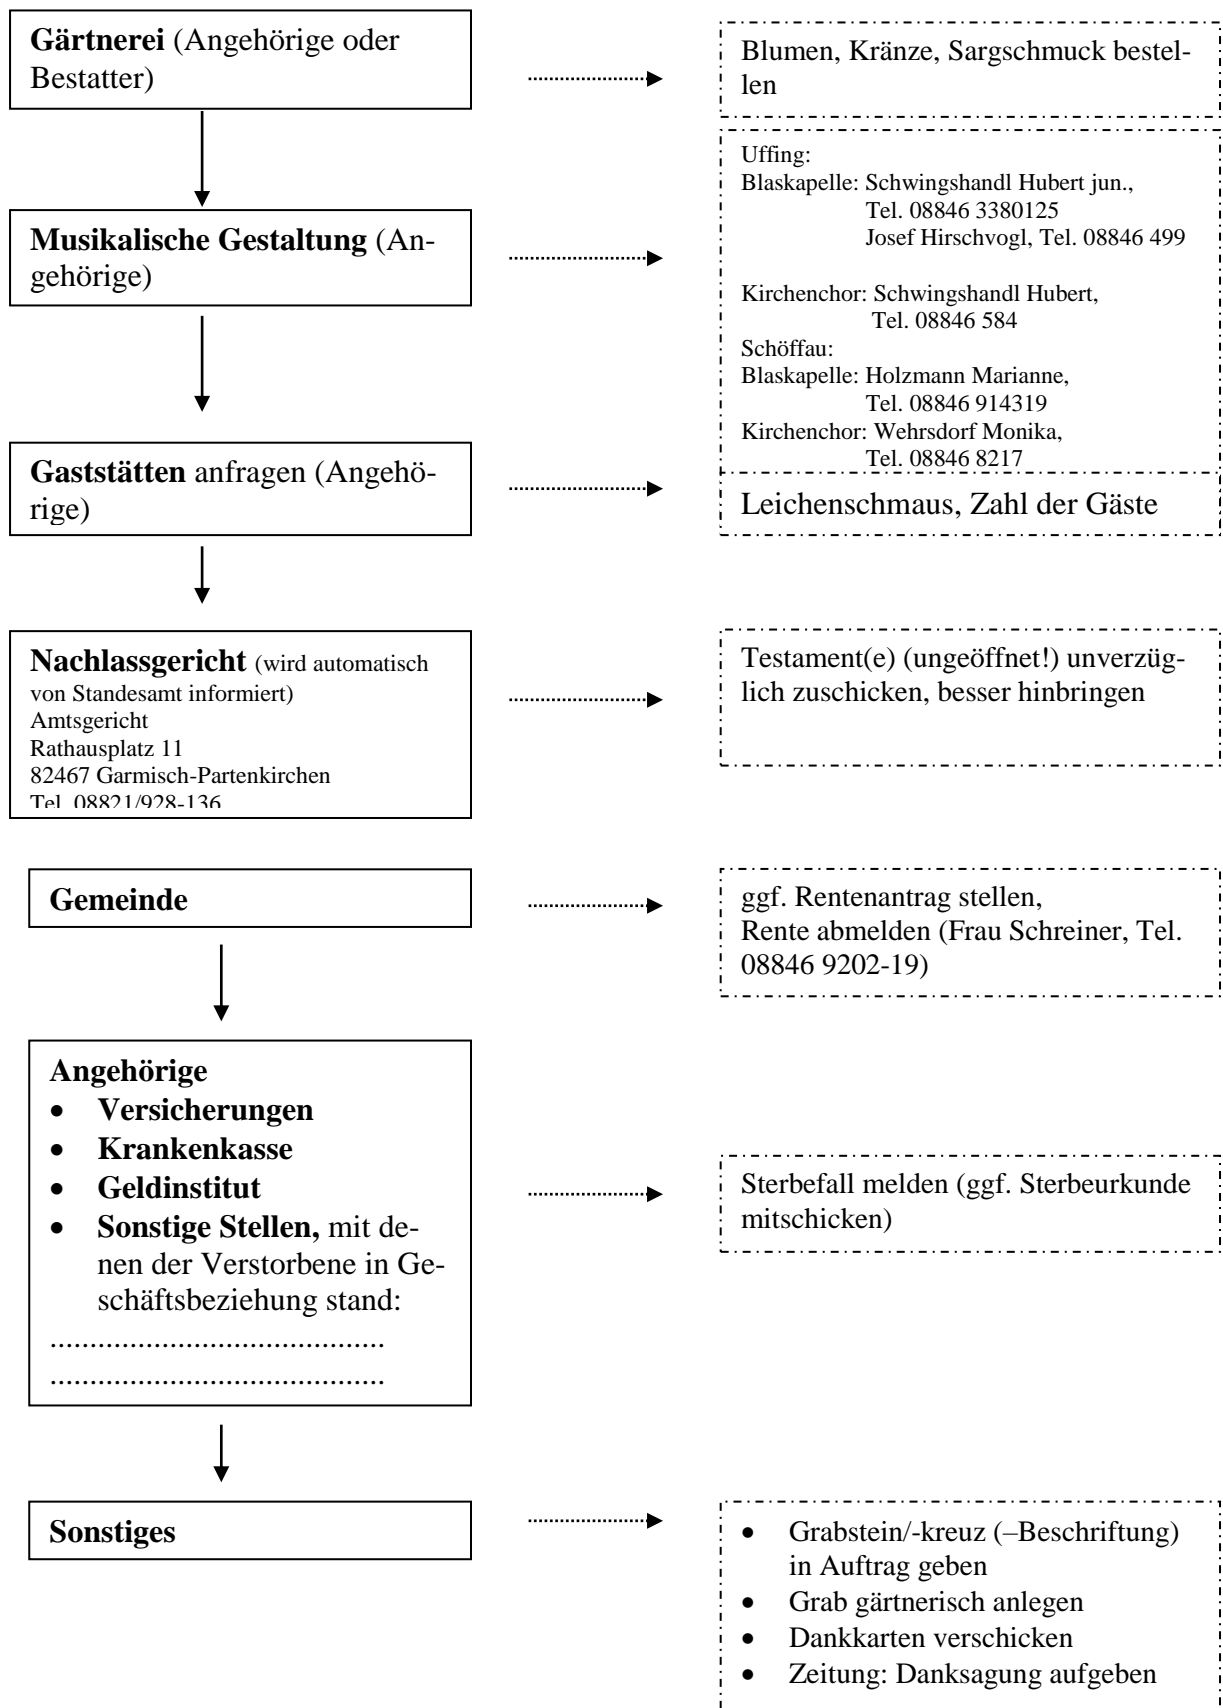 Gärtnerei (Angehörige oder
Bestatter)
Blumen, Kränze, Sargschmuck bestel-
len
Musikalische Gestaltung (An-
gehörige)
Uffing:
Blaskapelle: Schwingshandl Hubert jun.,
Tel. 08846 3380125
Josef Hirschvogl, Tel. 08846 499
Kirchenchor: Schwingshandl Hubert,
Tel. 08846 584
Schöffau:
Blaskapelle: Holzmann Marianne,
Tel. 08846 914319
Kirchenchor: Wehrsdorf Monika,
Tel. 08846 8217
Gaststätten anfragen (Angehö-
rige)
Leichenschmaus, Zahl der Gäste
Nachlassgericht (wird automatisch
von Standesamt informiert)
Amtsgericht
Rathausplatz 11
82467 Garmisch-Partenkirchen
Tel. 08821/928-136
Testament(e) (ungeöffnet!) unverzüg-
lich zuschicken, besser hinbringen
Gemeinde
ggf. Rentenantrag stellen,
Rente abmelden (Frau Schreiner, Tel.
08846 9202-19)
Angehörige
• Versicherungen
• Krankenkasse
• Geldinstitut
• Sonstige Stellen, mit de-
nen der Verstorbene in Ge-
schäftsbeziehung stand:
..........................................
..........................................
Sterbefall melden (ggf. Sterbeurkunde
mitschicken)
Sonstiges
• Grabstein/-kreuz (–Beschriftung)
in Auftrag geben
• Grab gärtnerisch anlegen
• Dankkarten verschicken
• Zeitung: Danksagung aufgeben